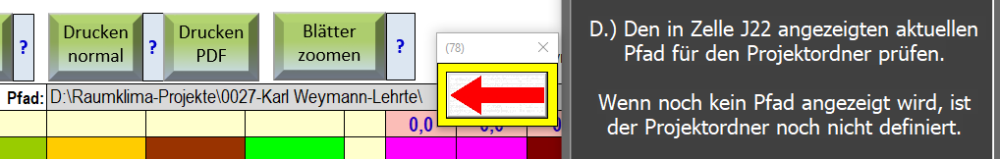 ?
Drucken
normal
?
Drucken
PDF
Blätter
zoomen
?
(78)
Pfad: D:\Raumklima-Projekte\0027-Karl Weymann-Lehrte\
0,0 0,0 0
D.) Den in Zelle J22 angezeigten aktuellen
Pfad für den Projektordner prüfen.
Wenn noch kein Pfad angezeigt wird, ist
der Projektordner noch nicht definiert.